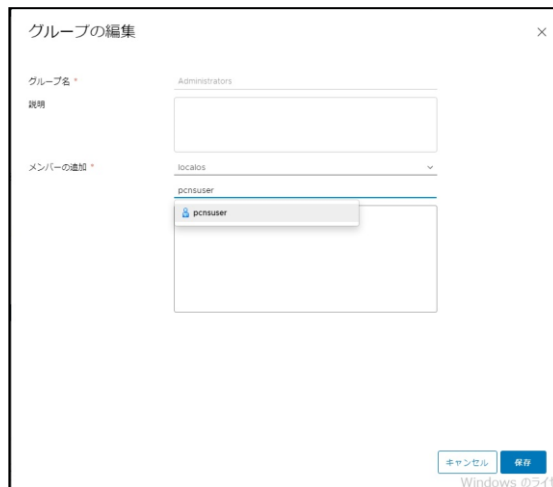 グループの編集
グループ名 *
Administrators
説明
メンバーの追加 *
localos
pcnsuser
pcnsuser
キャンセル
保存
Windows のライセ